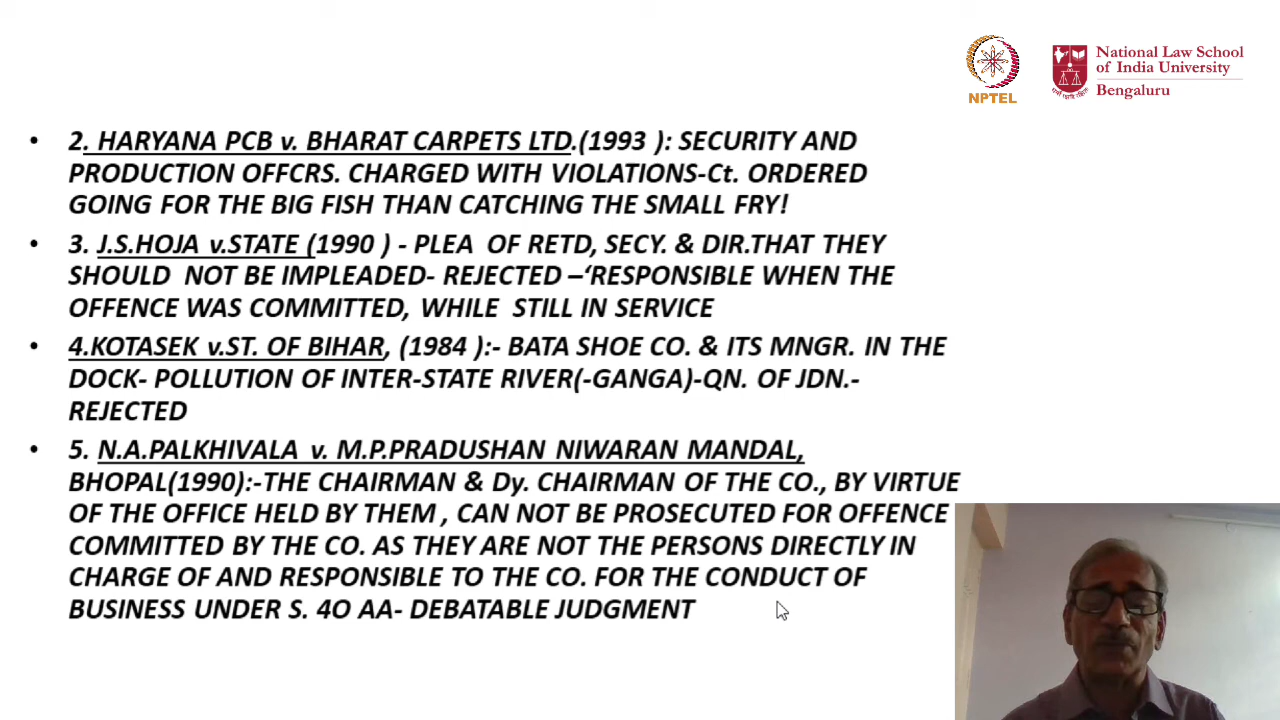 NPTEL
National Law School
of India University
Bengaluru
• 2. HARYANA PCB v. BHARAT CARPETS LTD.(1993 ): SECURITY AND
PRODUCTION OFFCRS. CHARGED WITH VIOLATIONS-Ct. ORDERED
GOING FOR THE BIG FISH THAN CATCHING THE SMALL FRY!
• 3. J.S.HOJA v.STATE (1990 ) - PLEA OF RETD, SECY. & DIR.THAT THEY
SHOULD NOT BE IMPLEADED- REJECTED –‘RESPONSIBLE WHEN THE
OFFENCE WAS COMMITTED, WHILE STILL IN SERVICE
• 4.KOTASEK v.ST. OF BIHAR, (1984 ):- BATA SHOE CO. & ITS MNGR. IN THE
DOCK- POLLUTION OF INTER-STATE RIVER(-GANGA)-QN. OF JDN.-
REJECTED
• 5. N.A.PALKHIVALA v. M.P.PRADUSHAN NIWARAN MANDAL,
BHOPAL(1990):-THE CHAIRMAN & Dy. CHAIRMAN OF THE CO., BY VIRTUE
OF THE OFFICE HELD BY THEM , CAN NOT BE PROSECUTED FOR OFFENCE
COMMITTED BY THE CO. AS THEY ARE NOT THE PERSONS DIRECTLY IN
CHARGE OF AND RESPONSIBLE TO THE CO. FOR THE CONDUCT OF
BUSINESS UNDER S. 4O AA- DEBATABLE JUDGMENT